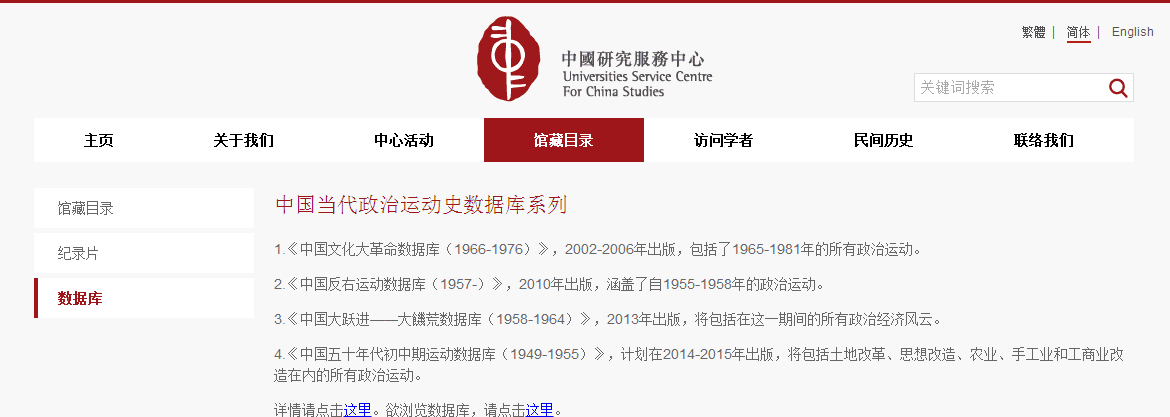 繁體 | 简体 | English
中國研究服務中心
Universities Service Centre
For China Studies
关键词搜索
主页 关于我们 中心活动 馆藏目录 访问学者 民间历史 联络我们
馆藏目录
纪录片
数据库
中国当代政治运动史数据库系列
1.《中国文化大革命数据库（1966-1976）》，2002-2006年出版，包括了1965-1981年的所有政治运动。
2.《中国反右运动数据库（1957-）》，2010年出版，涵盖了自1955-1958年的政治运动。
3.《中国大跃进——大饑荒数据库（1958-1964）》，2013年出版，将包括在这一期间的所有政治经济风云。
4.《中国五十年代初中期运动数据库（1949-1955）》，计划在2014-2015年出版，将包括土地改革、思想改造、农业、手工业和工商业改
造在内的所有政治运动。
详情请点击这里。欲浏览数据库，请点击这里。